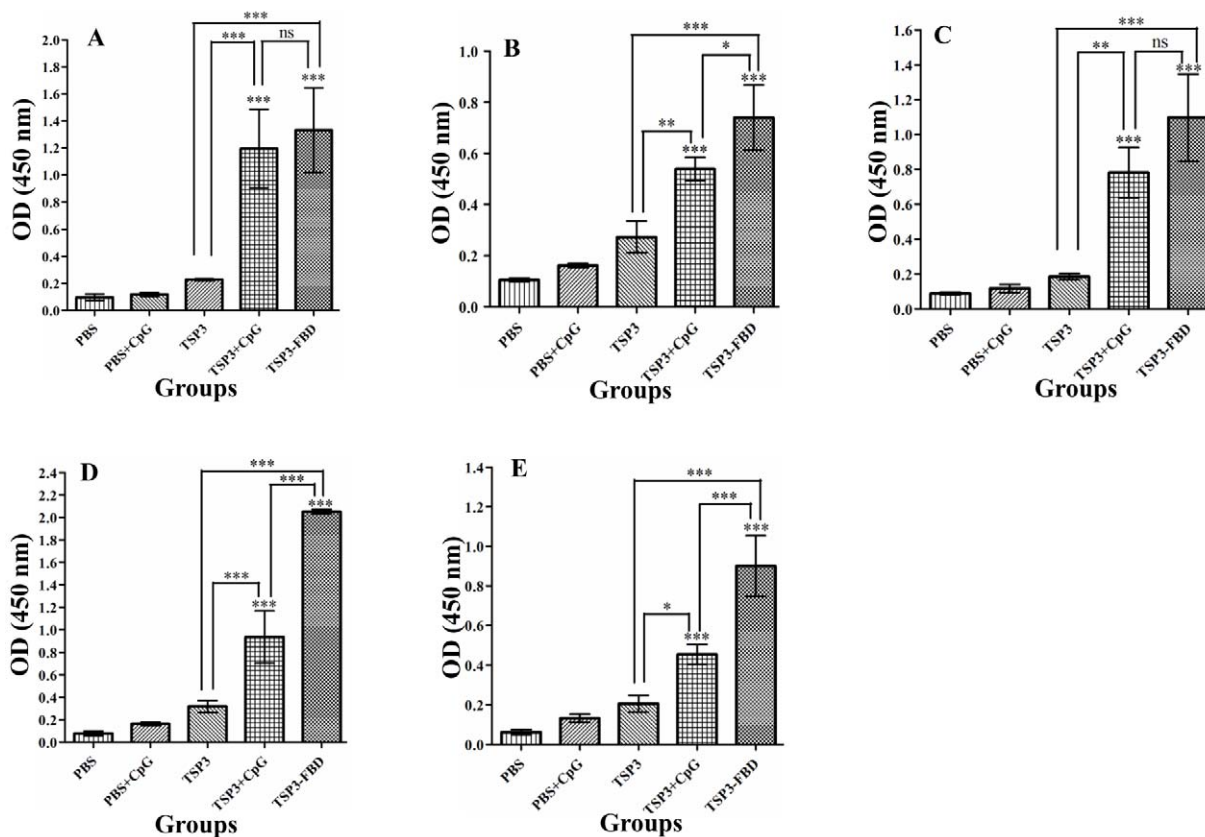 A
***
***
ns
***
***
OD (450 nm)
2.0
1.8
1.6
1.4
1.2
1.0
0.8
0.6
0.4
0.2
0.0
PBS
PBS+CpG
TSP3
TSP3+CpG
TSP3-FBD
Groups
B
***
*
***
**
***
OD (450 nm)
1.0
0.8
0.6
0.4
0.2
0.0
PBS
PBS+CpG
TSP3
TSP3+CpG
TSP3-FBD
Groups
C
***
**
ns
***
***
OD (450 nm)
1.6
1.4
1.2
1.0
0.8
0.6
0.4
0.2
0.0
PBS
PBS+CpG
TSP3
TSP3+CpG
TSP3-FBD
Groups
D
***
***
***
***
***
OD (450 nm)
2.4
2.2
2.0
1.8
1.6
1.4
1.2
1.0
0.8
0.6
0.4
0.2
0.0
PBS
PBS+CpG
TSP3
TSP3+CpG
TSP3-FBD
Groups
E
***
***
***
*
***
OD (450 nm)
1.4
1.2
1.0
0.8
0.6
0.4
0.2
0.0
PBS
PBS+CpG
TSP3
TSP3+CpG
TSP3-FBD
Groups